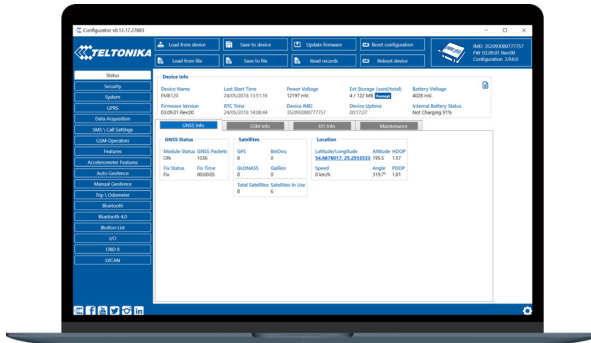 Configurator v0.13.17.27883
TELTONIKA
Load from device
Save to device
Update firmware
Reset configuration
Load from file
Save to file
Read records
Reboot device
IMEI 352093080777757
FW 03.09.01 Rev:00
Configuration 3.9.0.0
Status
Security
System
GPRS
Data Acquisition
SMS \ Call Settings
GSM Operators
Features
Accelerometer Features
Auto Geofence
Manual Geofence
Trip \ Odometer
Bluetooth
Bluetooth 4.0
iButton List
I/O
OBD II
LVCAN
Device Info
Device Name
FMB120
Last Start Time
24/05/2018 13:51:16
Power Voltage
12197 mV.
Ext Storage (used/total)
4 / 122 MB Format
Battery Voltage
4028 mV.
Firmware Version
03.09.01 Rev:00
RTC Time
24/05/2018 14:08:44
Device IMEI
352093080777757
Device Uptime
00:17:27
Internal Battery Status
Not Charging 91%
GNSS Info
GSM Info
I/O Info
Maintenance
GNSS Status
Module Status GNSS Packets
ON 1036
Fix Status Fix Time
Fix 00:00:05
Satellites
GPS BeiDou
8 0
GLONASS Galileo
0 0
Total Satellites Satellites in Use
8 6
Location
Latitude/Longitude Altitude HDOP
54.6676017, 25.2553533 195.5 1.57
Speed Angle PDOP
0 km/h 319.7° 1.81